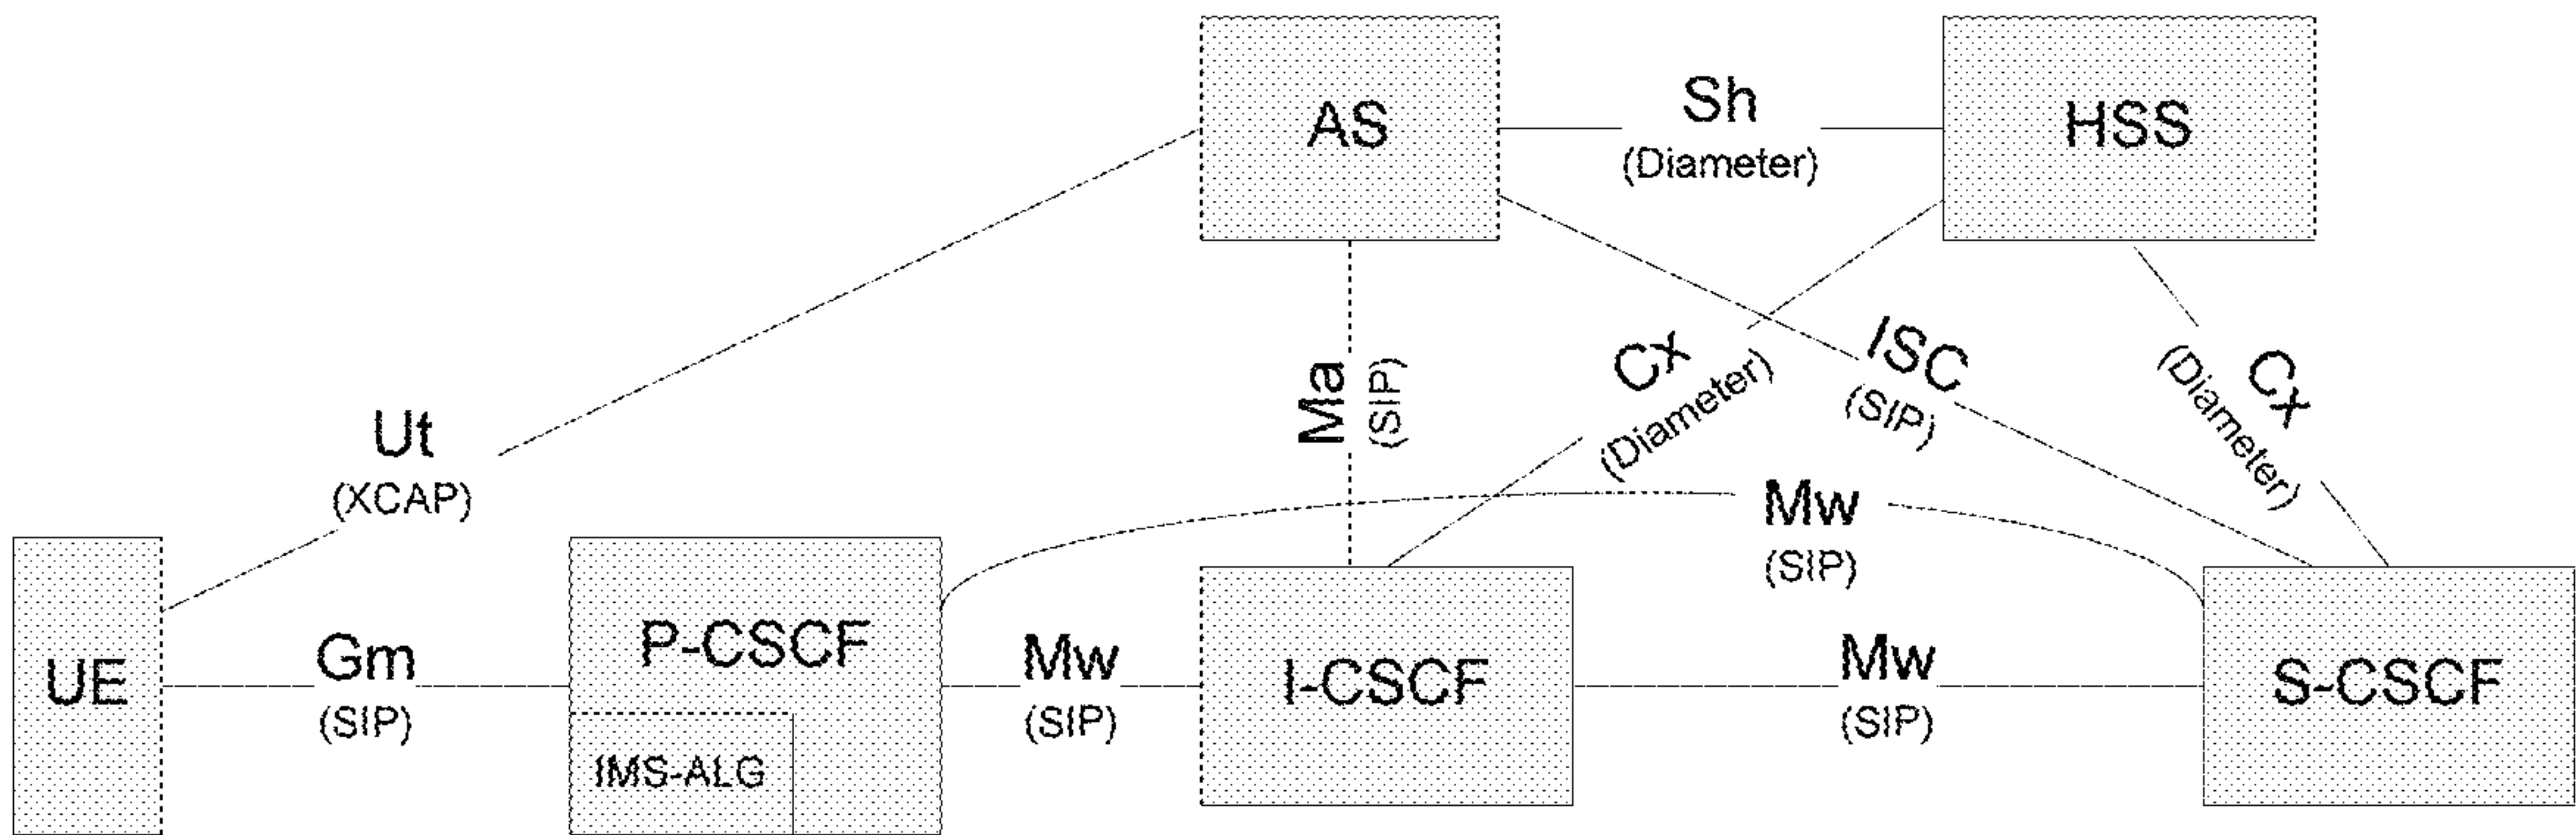 AS
Sh
(Diameter)
HSS
Ut
(XCAP)
Ma
(SIP)
Cx
(Diameter)
ISC
(SIP)
Cx
(Diameter)
Mw
(SIP)
UE
Gm
(SIP)
P-CSCF
IMS-ALG
Mw
(SIP)
I-CSCF
Mw
(SIP)
S-CSCF